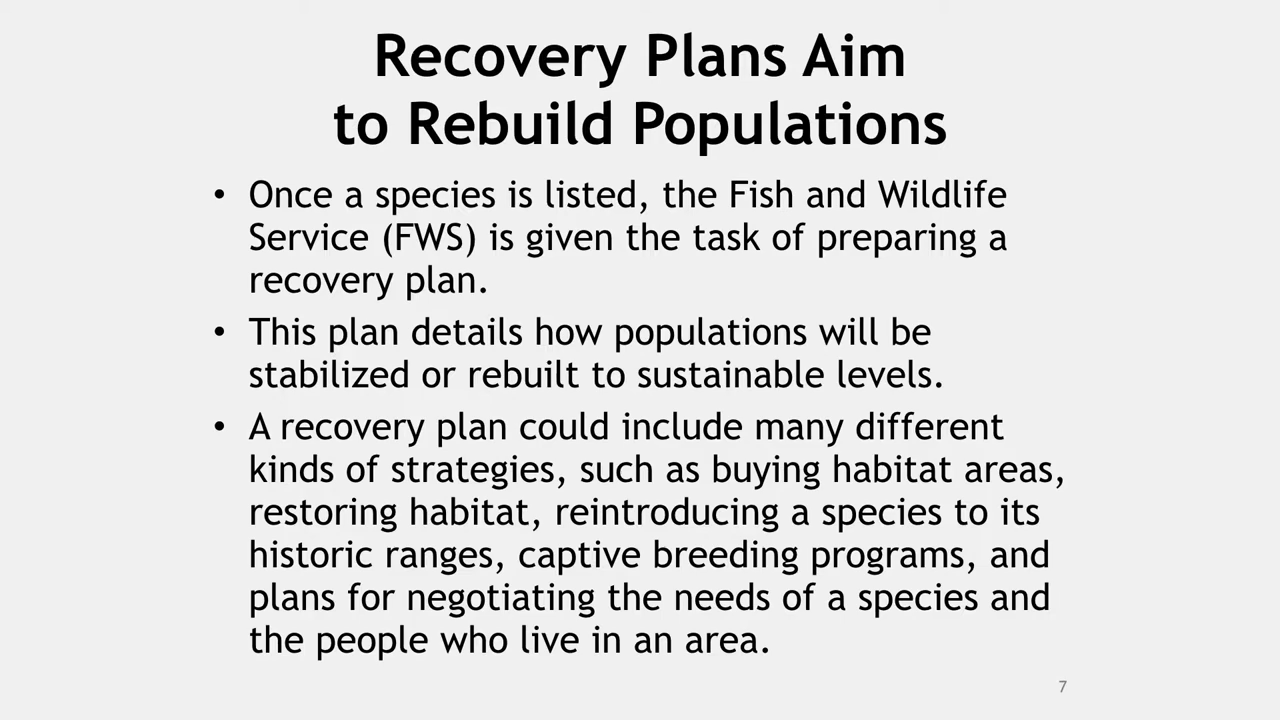 Recovery Plans Aim
to Rebuild Populations
• Once a species is listed, the Fish and Wildlife
Service (FWS) is given the task of preparing a
recovery plan.
• This plan details how populations will be
stabilized or rebuilt to sustainable levels.
• A recovery plan could include many different
kinds of strategies, such as buying habitat areas,
restoring habitat, reintroducing a species to its
historic ranges, captive breeding programs, and
plans for negotiating the needs of a species and
the people who live in an area.
7